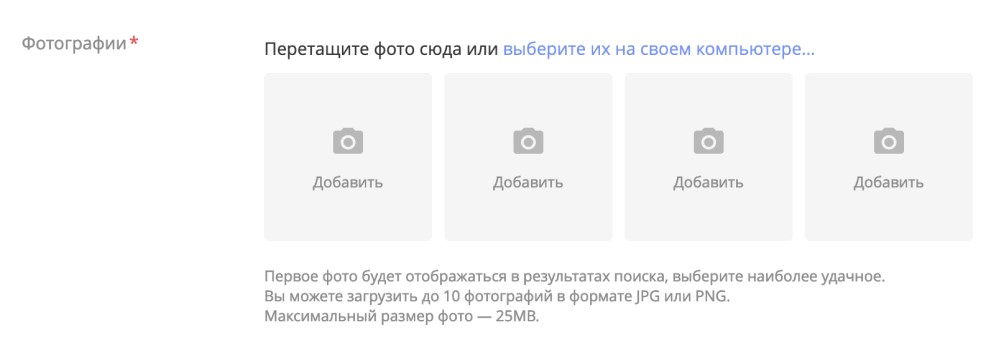 Фотографии*
Перетащите фото сюда или выберите их на своем компьютере...
Добавить
Добавить
Добавить
Добавить
Первое фото будет отображаться в результатах поиска, выберите наиболее удачное.
Вы можете загрузить до 10 фотографий в формате JPG или PNG.
Максимальный размер фото — 25MB.